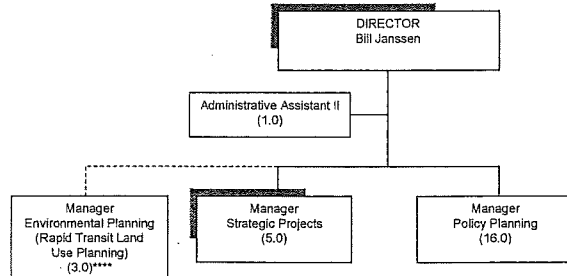 DIRECTOR
Bill Janssen
Administrative Assistant II
(1.0)
Manager
Environmental Planning
(Rapid Transit Land
Use Planning)
(3.0)****
Manager
Strategic Projects
(5.0)
Manager
Policy Planning
(16.0)